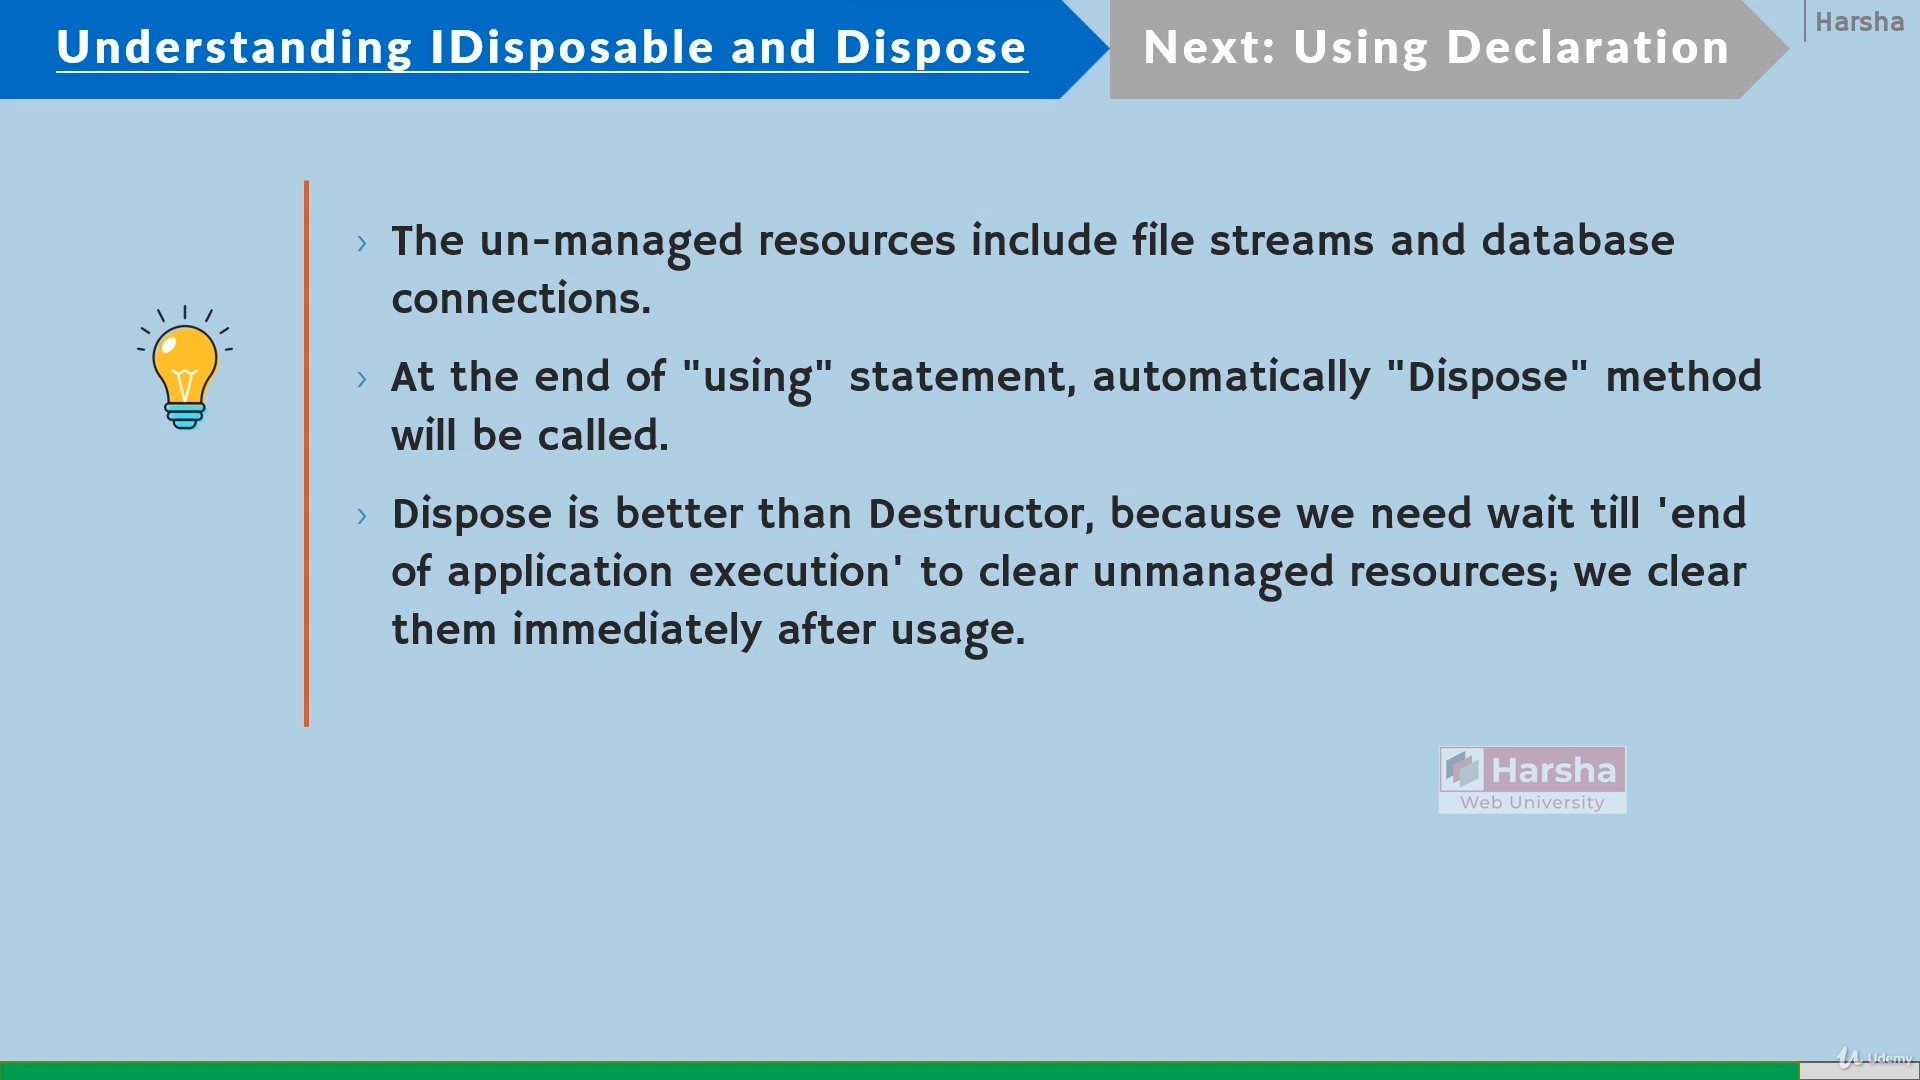 Understanding IDisposable and Dispose
Next: Using Declaration
Harsha
› The un-managed resources include file streams and database
connections.
› At the end of "using" statement, automatically "Dispose" method
will be called.
› Dispose is better than Destructor, because we need wait till 'end
of application execution' to clear unmanaged resources; we clear
them immediately after usage.
Harsha
Web University
Udemy